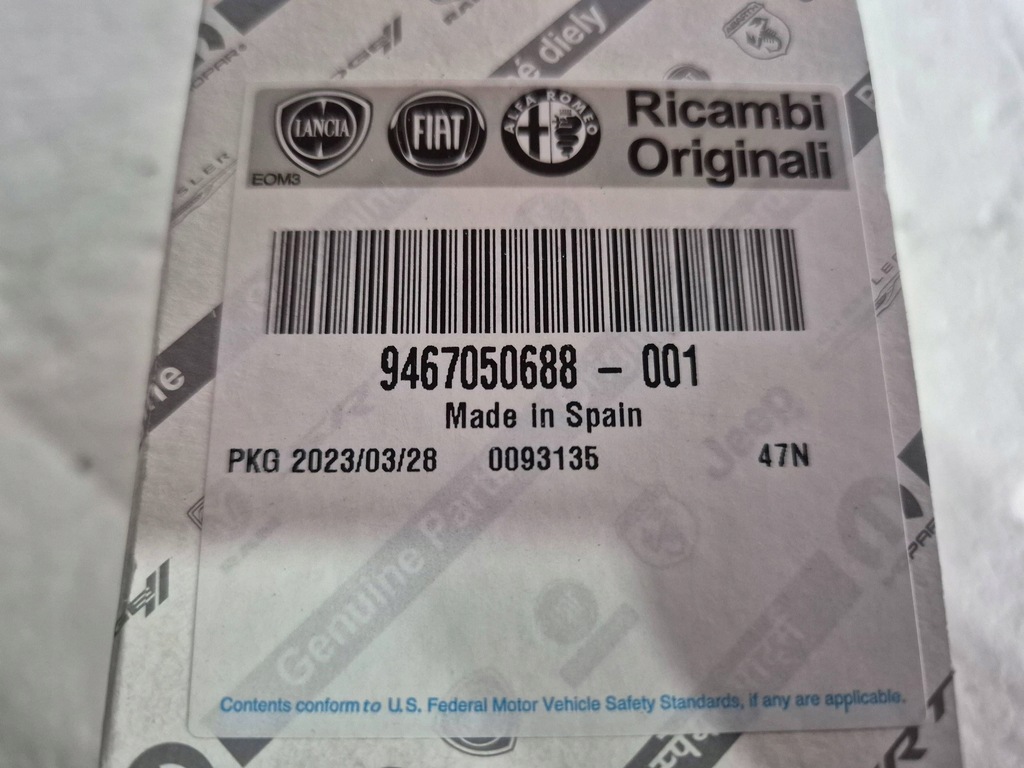 é diely
LANCIA
FIAT
ALFA ROMEO
Ricambi
Originali
EOM3
9467050688 - 001
Made in Spain
PKG 2023/03/28 0093135 47N
Jeep
Genuine Parts
Contents conform to U.S. Federal Motor Vehicle Safety Standards, if any are applicable.